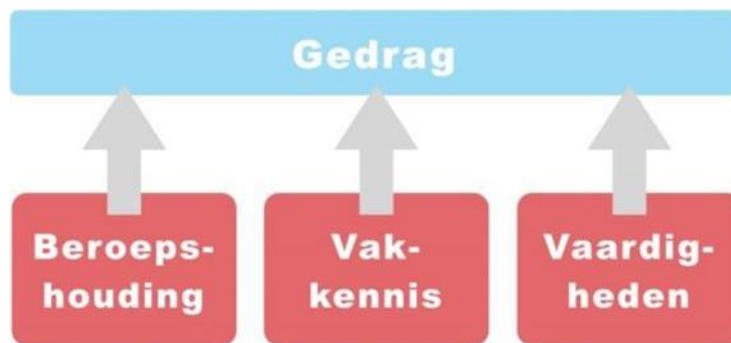 Gedrag
Beroeps-
houding
Vak-
kennis
Vaardig-
heden